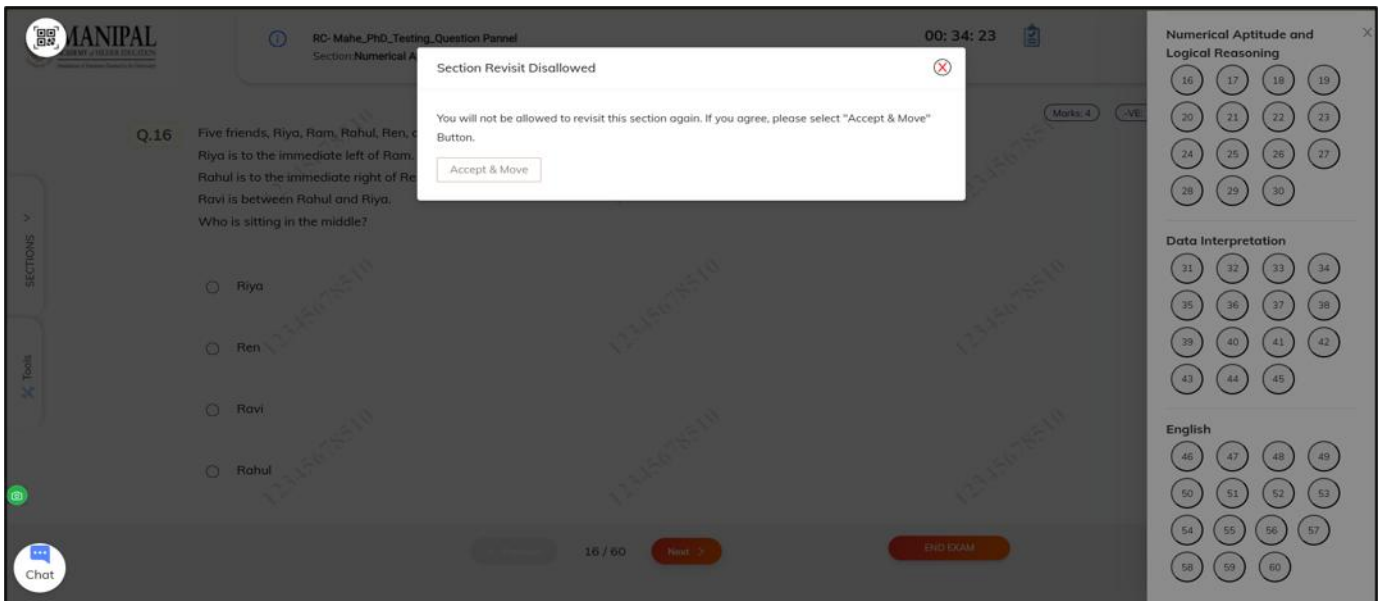 MANIPAL
RC- Mahe_PhD_Testing_Question Pannel
Section:Numerical A
00: 34: 23
Section Revisit Disallowed
You will not be allowed to revisit this section again. If you agree, please select "Accept & Move"
Button.
Accept & Move
Marks: 4
-VE:
Q.16
Five friends, Riya, Ram, Rahul, Ren,
Riya is to the immediate left of Ram.
Rahul is to the immediate right of Re
Ravi is between Rahul and Riya.
Who is sitting in the middle?
Riya
Ren
Ravi
Rahul
SECTIONS
Tools
12345678510
12345678510
12345678510
12345678510
12345678510
12345678510
16 / 60
Next >
END EXAM
Chat
Numerical Aptitude and
Logical Reasoning
16 17 18 19
20 21 22 23
24 25 26 27
28 29 30
Data Interpretation
31 32 33 34
35 36 37 38
39 40 41 42
43 44 45
English
46 47 48 49
50 51 52 53
54 55 56 57
58 59 60